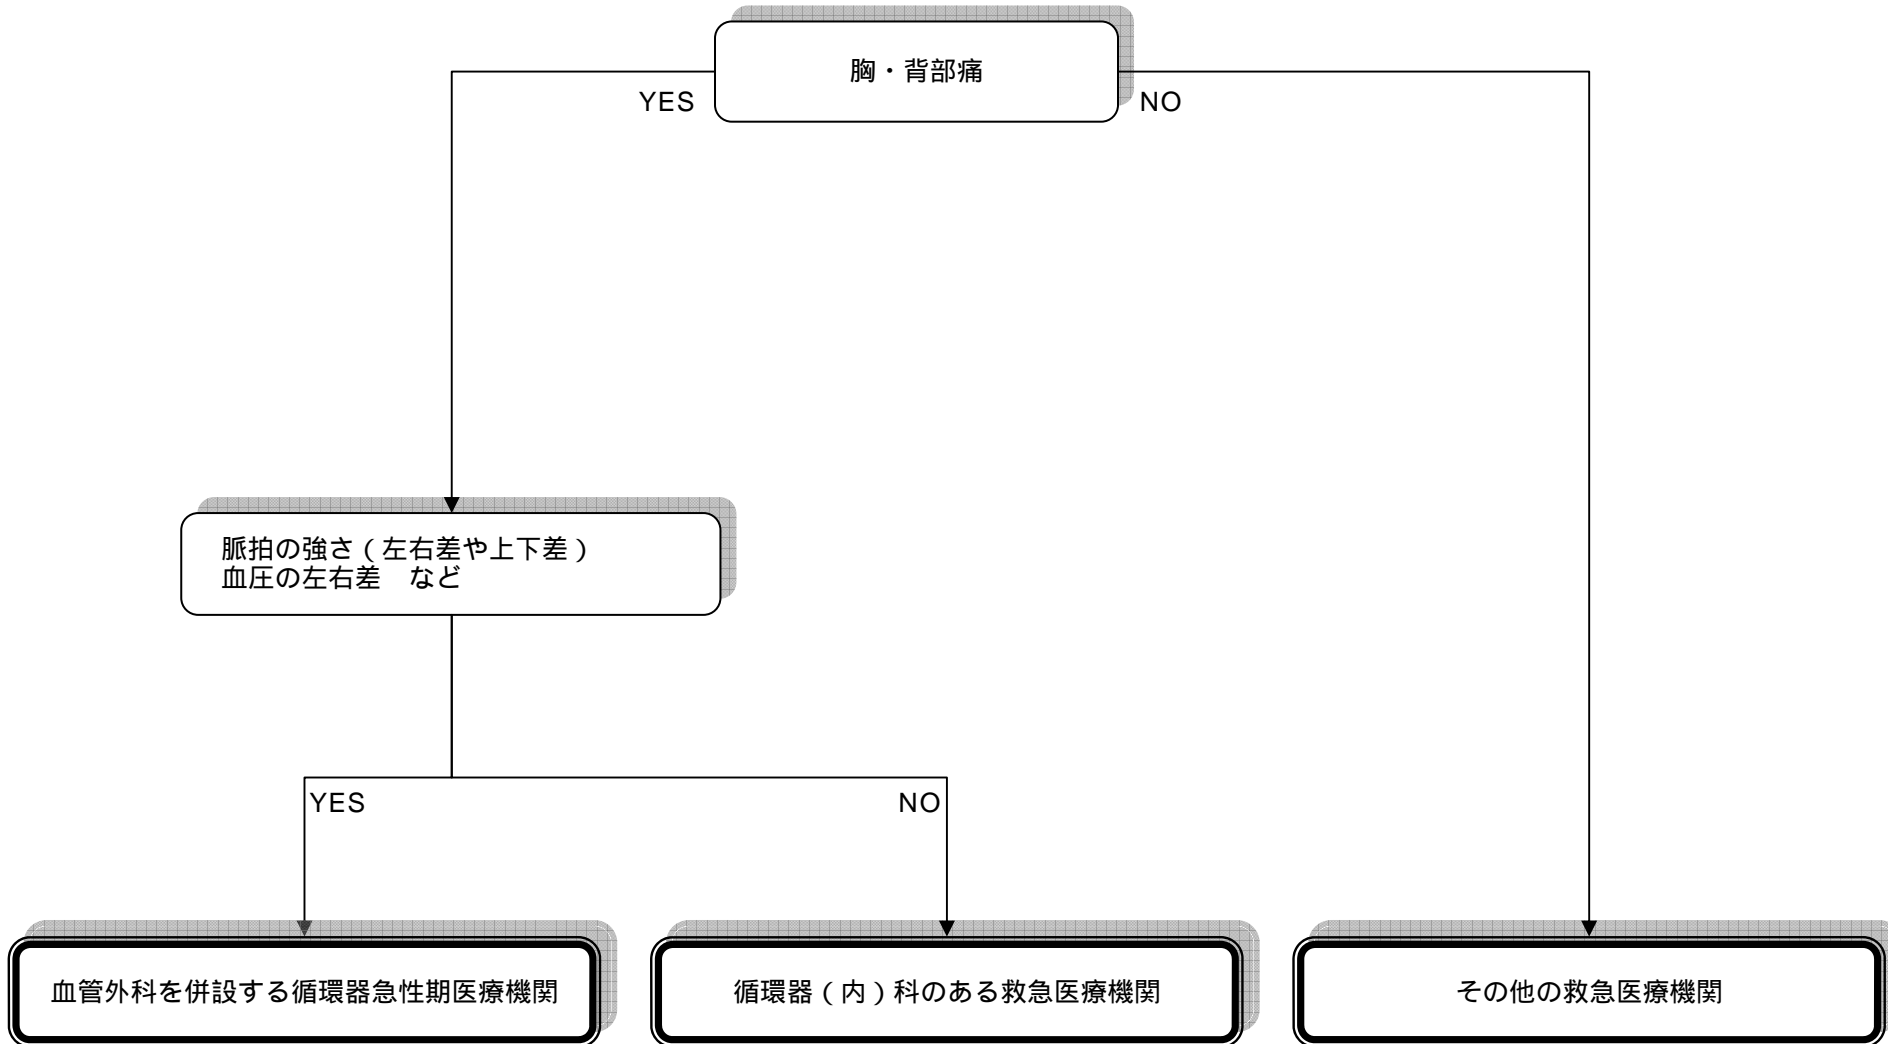 胸・背部痛
YES
NO
脈拍の強さ（左右差や上下差）
血圧の左右差　など
YES
NO
血管外科を併設する循環器急性期医療機関
循環器（内）科のある救急医療機関
その他の救急医療機関